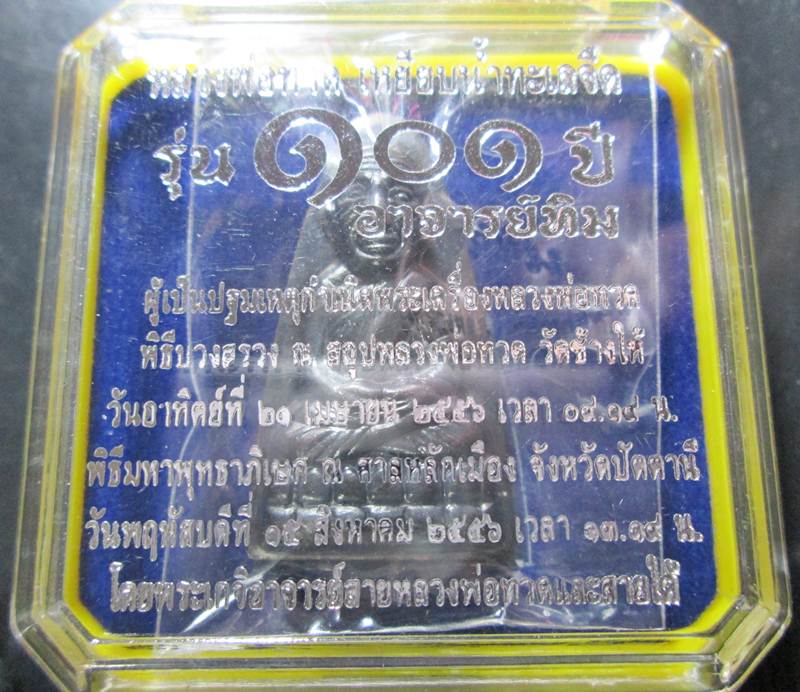 หลวงพ่อทวด เหยียบน้ำทะเลจืด
รุ่น ๑๐๑ ปี
อาจารย์ทิม
ผู้เป็นปฐมเหตุกำเนิดพระเครื่องหลวงพ่อทวด
พิธีบวงสรวง ณ สถูปหลวงพ่อทวด วัดช้างให้
วันอาทิตย์ที่ ๒๑ เมษายน ๒๕๕๖ เวลา ๐๙.๑๙ น.
พิธีมหาพุทธาภิเษก ณ ศาลหลักเมือง จังหวัดปัตตานี
วันพฤหัสบดีที่ ๑๕ สิงหาคม ๒๕๕๖ เวลา ๑๓.๑๙ น.
โดยพระเกจิอาจารย์สายหลวงพ่อทวดและสายใต้